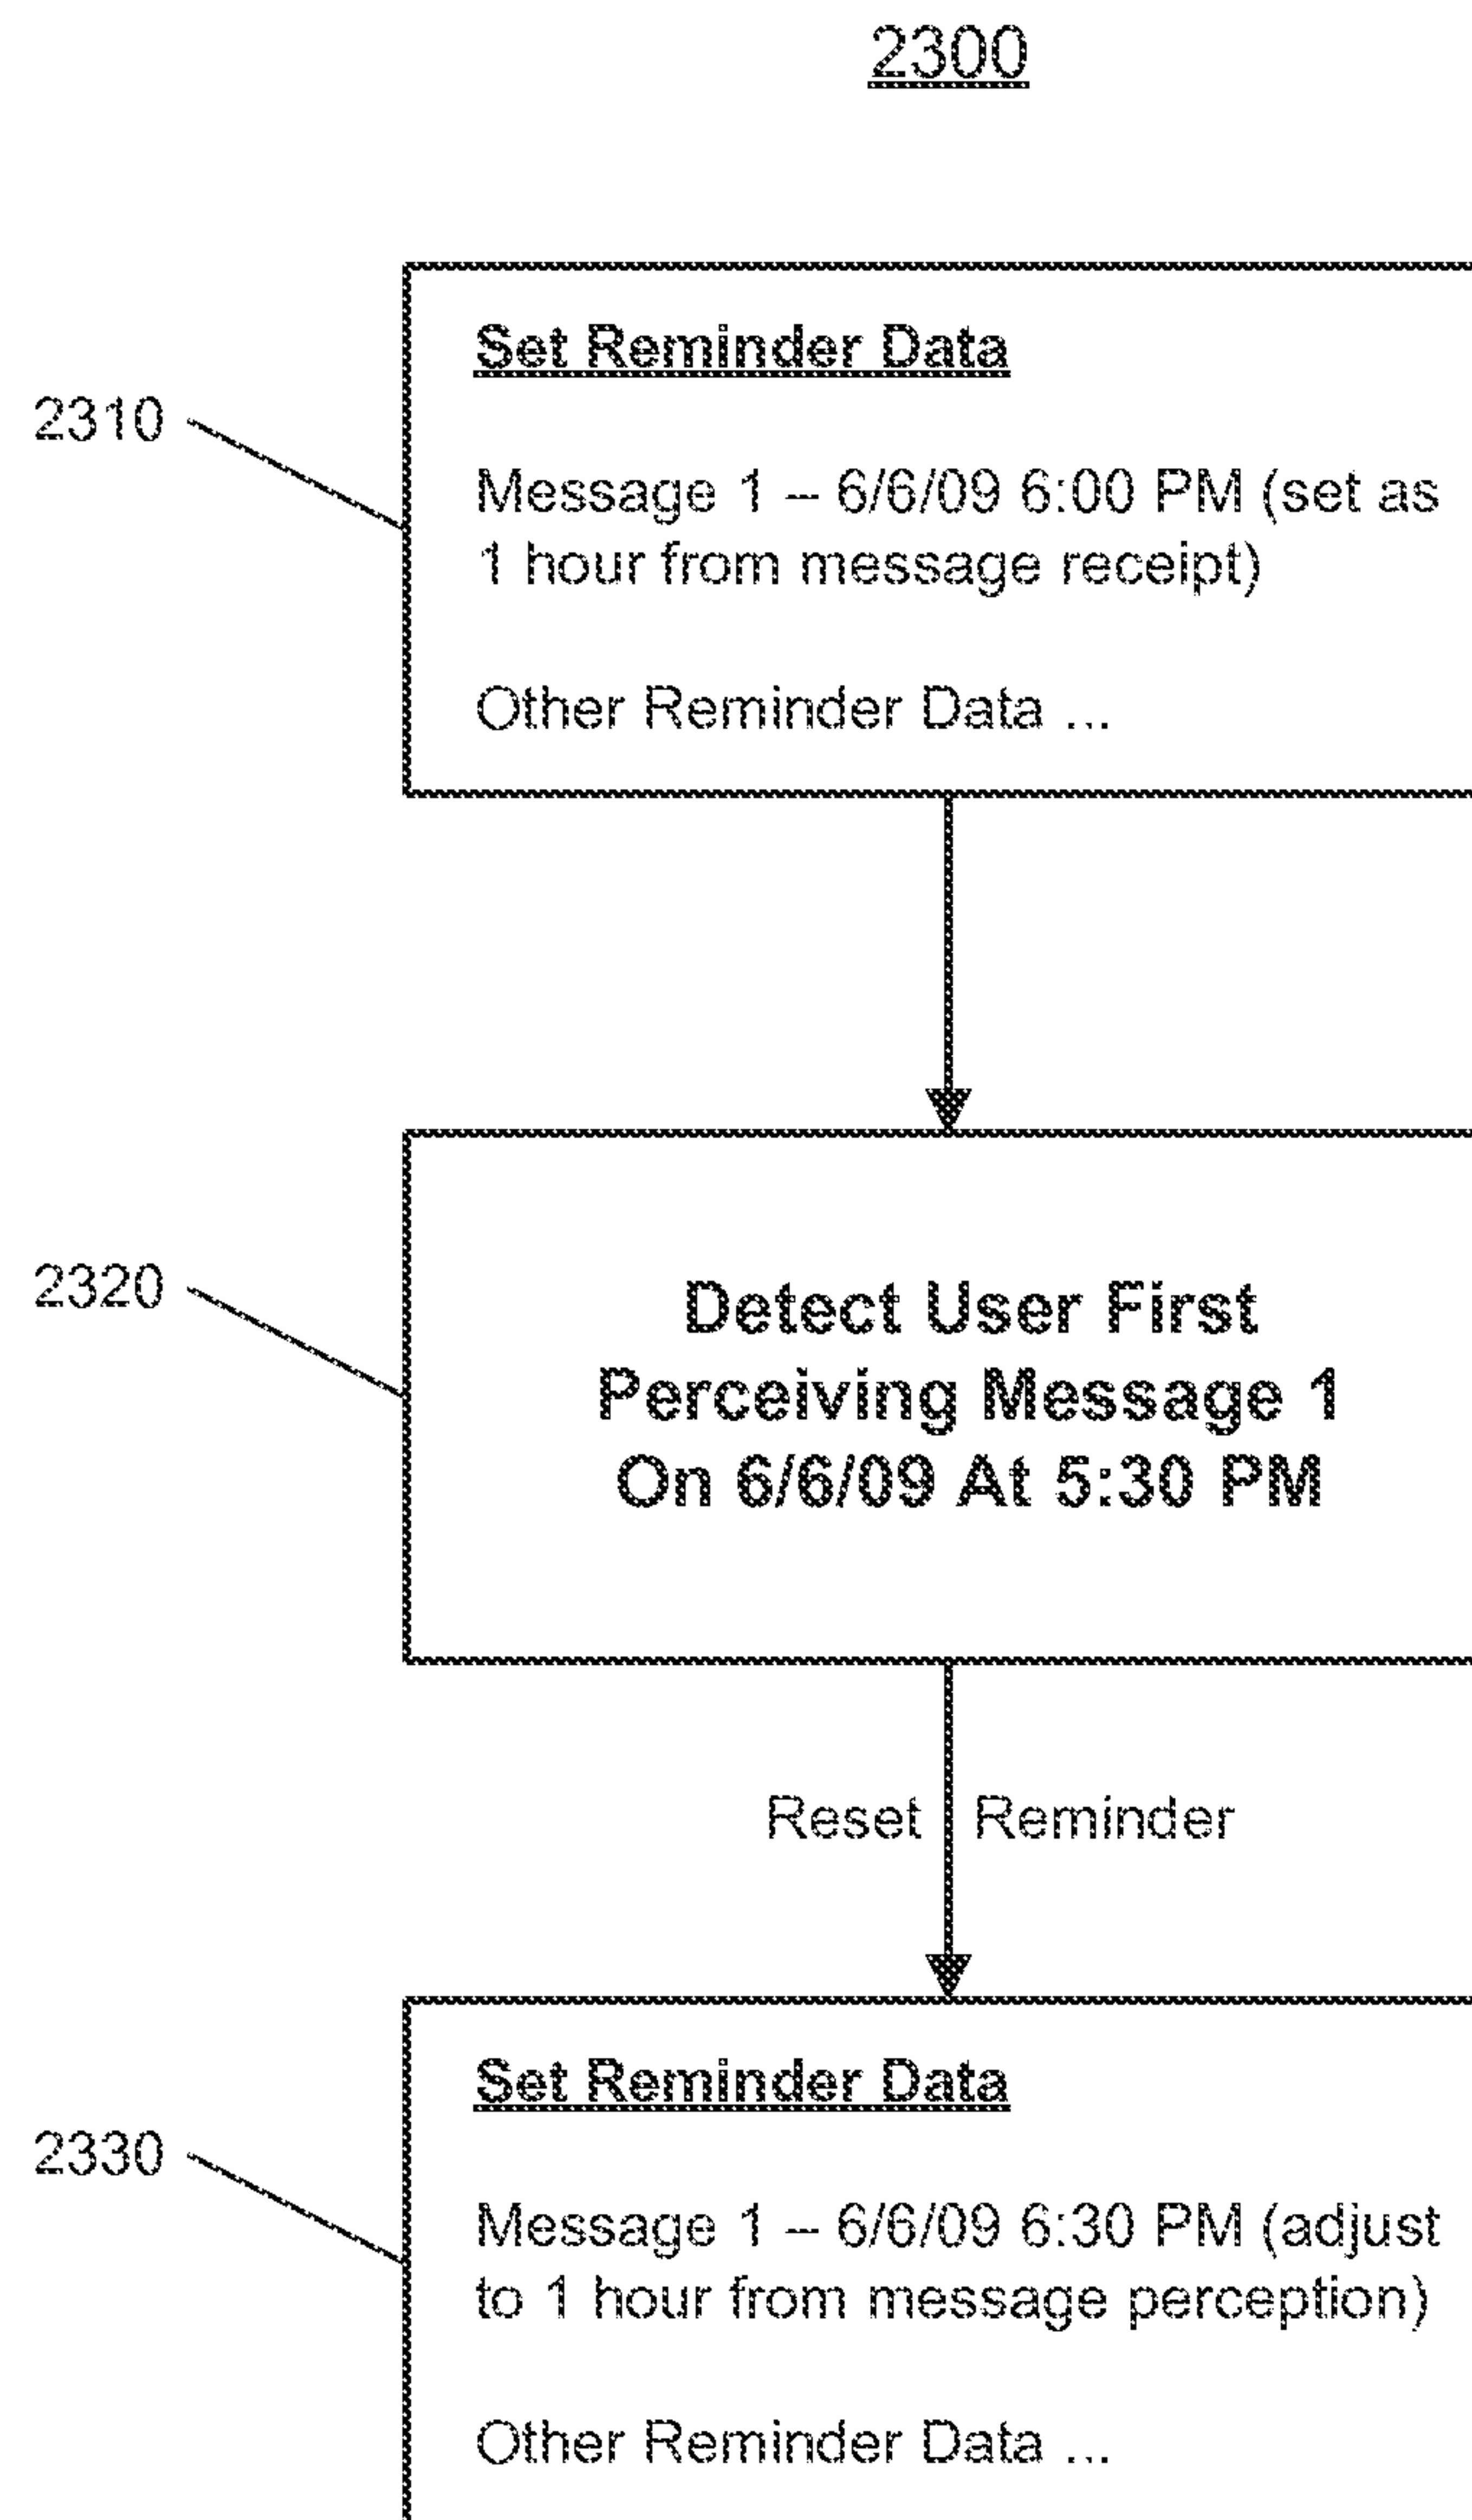 2300
2310
Set Reminder Data
Message 1 – 6/6/09 6:00 PM (set as
1 hour from message receipt)
Other Reminder Data ...
2320
Detect User First
Perceiving Message 1
On 6/6/09 At 5:30 PM
Reset Reminder
2330
Set Reminder Data
Message 1 – 6/6/09 6:30 PM (adjust
to 1 hour from message perception)
Other Reminder Data ...